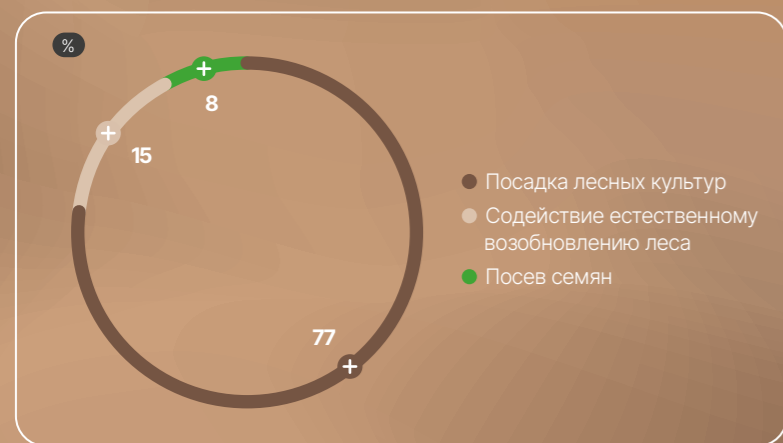 %
8
15
77
Посадка лесных культур
Содействие естественному
возобновлению леса
Посев семян